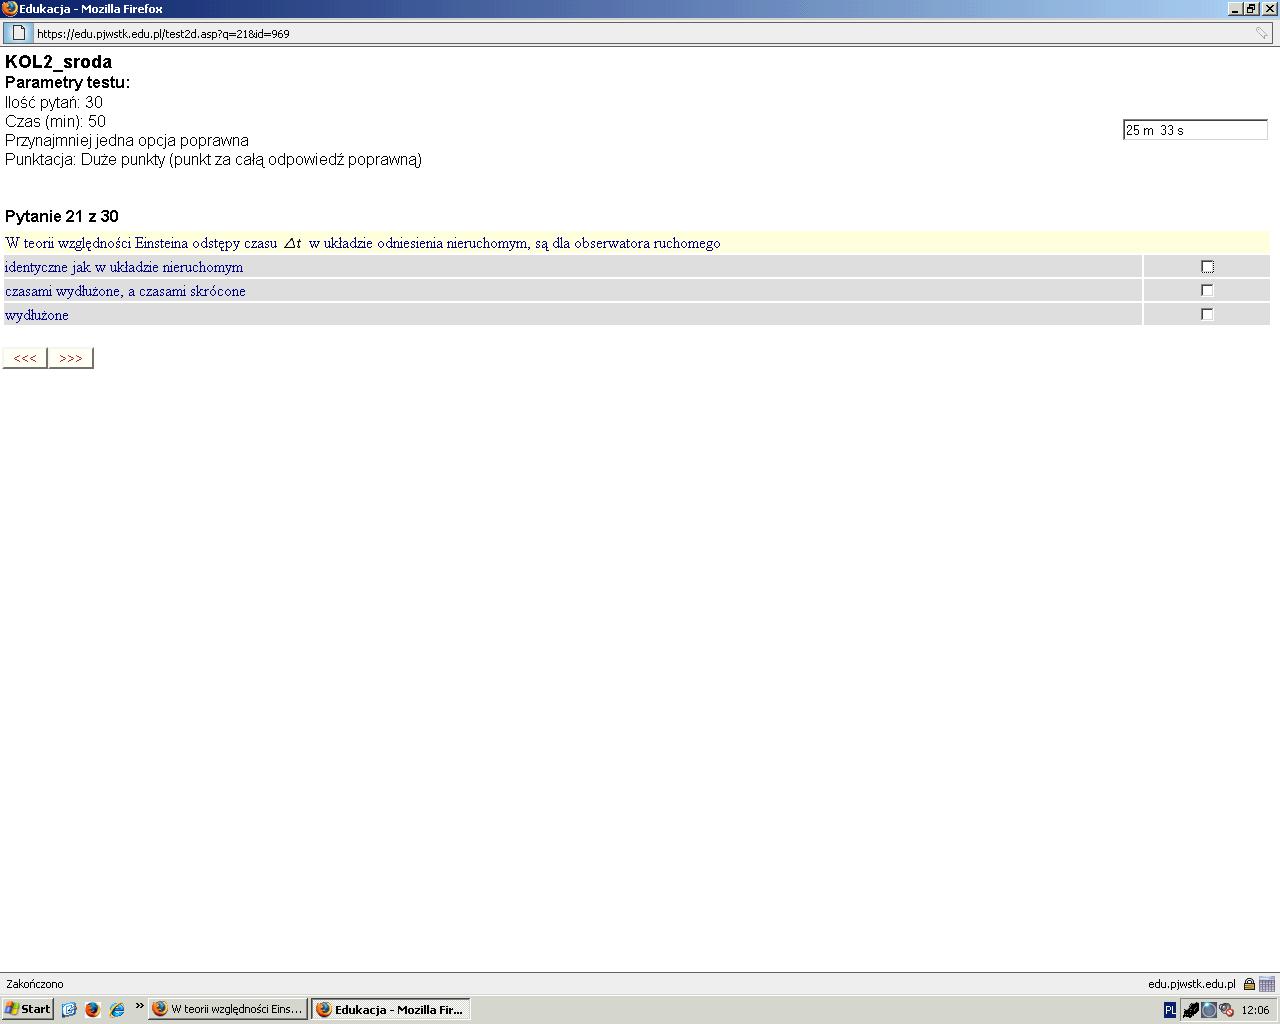 Edukacja - Mozilla Firefox
https://edu.pjwstk.edu.pl/test2d.asp?q=21&id=969
KOL2_sroda
Parametry testu:
Ilość pytań: 30
Czas (min): 50
25 m 33 s
Przynajmniej jedna opcja poprawna
Punktacja: Duże punkty (punkt za całą odpowiedź poprawną)
Pytanie 21 z 30
W teorii względności Einsteina odstępy czasu Δt w układzie odniesienia nieruchomym, są dla obserwatora ruchomego
identyczne jak w układzie nieruchomym
czasami wydłużone, a czasami skrócone
wydłużone
<<< >>>
Zakończono
edu.pjwstk.edu.pl
Start » W teorii względności Eins... Edukacja - Mozilla Fir... PL 12:06